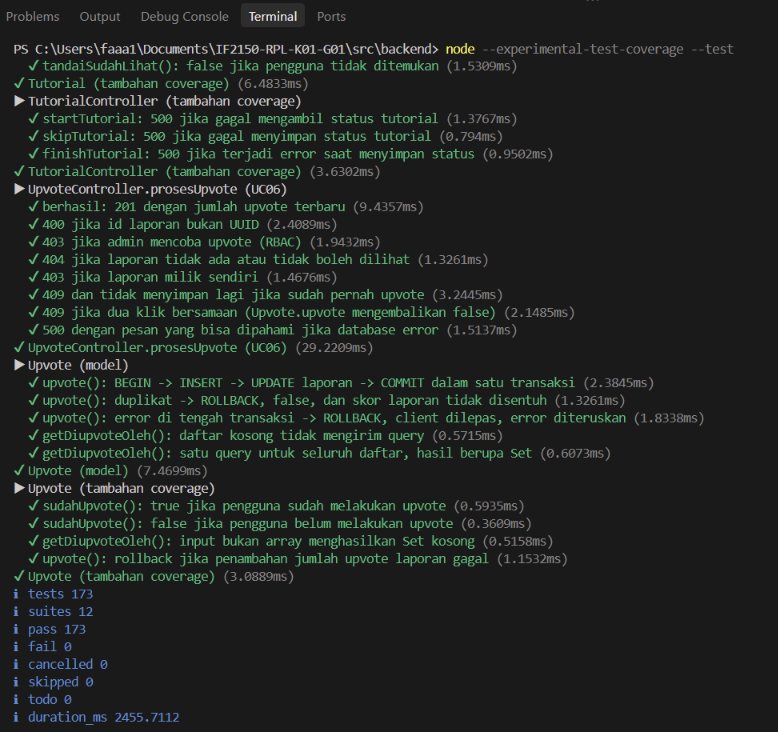 Problems Output Debug Console Terminal Ports
PS C:\Users\faaa1\Documents\IF2150-RPL-K01-G01\src\backend> node --experimental-test-coverage --test
✓ tandaiSudahLihat(): false jika pengguna tidak ditemukan (1.5309ms)
✓ Tutorial (tambahan coverage) (6.4833ms)
▶ TutorialController (tambahan coverage)
✓ startTutorial: 500 jika gagal mengambil status tutorial (1.3767ms)
✓ skipTutorial: 500 jika gagal menyimpan status tutorial (0.794ms)
✓ finishTutorial: 500 jika terjadi error saat menyimpan status (0.9502ms)
✓ TutorialController (tambahan coverage) (3.6302ms)
▶ UpvoteController.prosesUpvote (UC06)
✓ berhasil: 201 dengan jumlah upvote terbaru (9.4357ms)
✓ 400 jika id laporan bukan UUID (2.4089ms)
✓ 403 jika admin mencoba upvote (RBAC) (1.9432ms)
✓ 404 jika laporan tidak ada atau tidak boleh dilihat (1.3261ms)
✓ 403 jika laporan milik sendiri (1.4676ms)
✓ 409 dan tidak menyimpan lagi jika sudah pernah upvote (3.2445ms)
✓ 409 jika dua klik bersamaan (Upvote.upvote mengembalikan false) (2.1485ms)
✓ 500 dengan pesan yang bisa dipahami jika database error (1.5137ms)
✓ UpvoteController.prosesUpvote (UC06) (29.2209ms)
▶ Upvote (model)
✓ upvote(): BEGIN -> INSERT -> UPDATE laporan -> COMMIT dalam satu transaksi (2.3845ms)
✓ upvote(): duplikat -> ROLLBACK, false, dan skor laporan tidak disentuh (1.3261ms)
✓ upvote(): error di tengah transaksi -> ROLLBACK, client dilepas, error diteruskan (1.8338ms)
✓ getDiupvoteOleh(): daftar kosong tidak mengirim query (0.5715ms)
✓ getDiupvoteOleh(): satu query untuk seluruh daftar, hasil berupa Set (0.6073ms)
✓ Upvote (model) (7.4699ms)
▶ Upvote (tambahan coverage)
✓ sudahUpvote(): true jika pengguna sudah melakukan upvote (0.5935ms)
✓ sudahUpvote(): false jika pengguna belum melakukan upvote (0.3609ms)
✓ getDiupvoteOleh(): input bukan array menghasilkan Set kosong (0.5158ms)
✓ upvote(): rollback jika penambahan jumlah upvote laporan gagal (1.1532ms)
✓ Upvote (tambahan coverage) (3.0889ms)
ℹ tests 173
ℹ suites 12
ℹ pass 173
ℹ fail 0
ℹ cancelled 0
ℹ skipped 0
ℹ todo 0
ℹ duration_ms 2455.7112